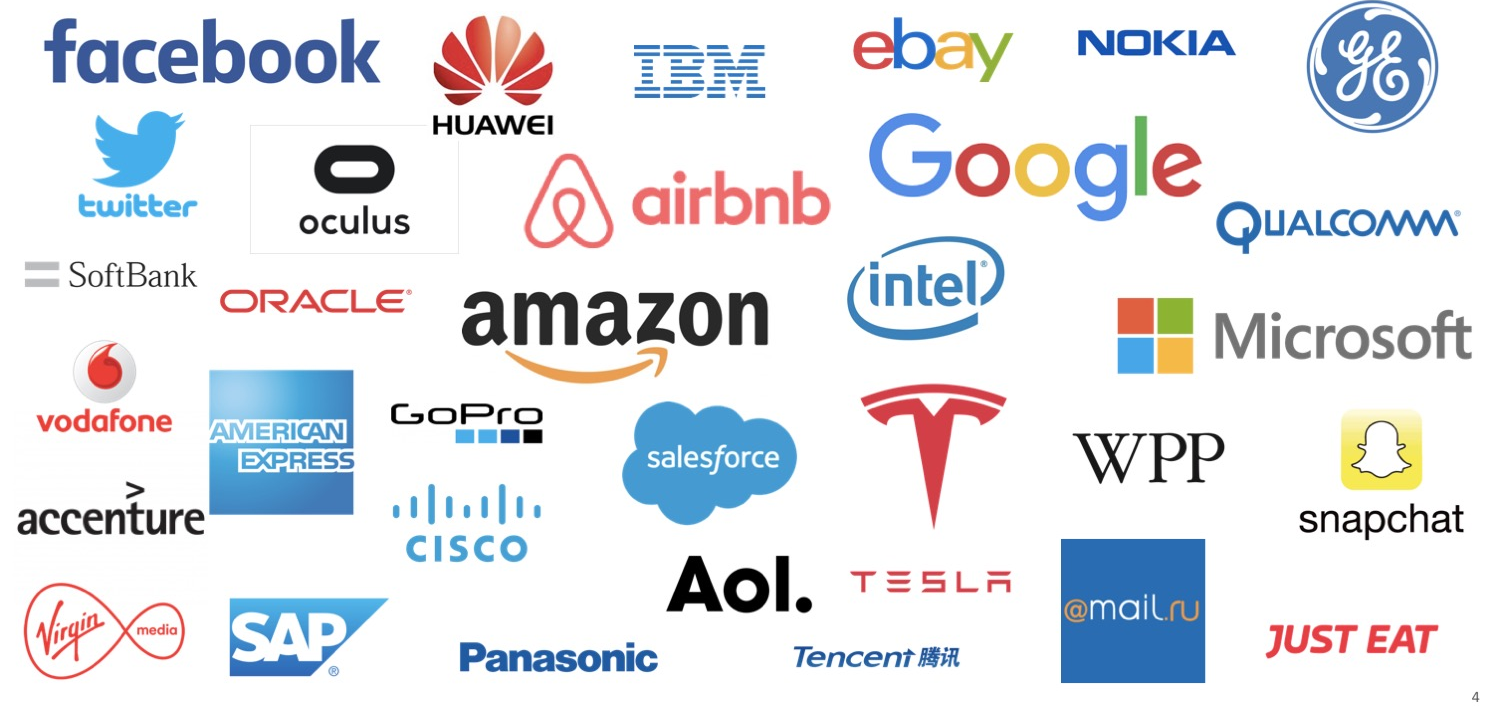 facebook
HUAWEI
IBM
ebay
NOKIA
GE
twitter
oculus
airbnb
Google
QUALCOMM®
SoftBank
ORACLE®
amazon
intel®
Microsoft
vodafone
AMERICAN
EXPRESS
GoPro
salesforce
WPP
snapchat
>
accenture
CISCO
Aol.
TESLA
@mail.ru
Virgin media
SAP®
Panasonic
Tencent 腾讯
JUST EAT
4